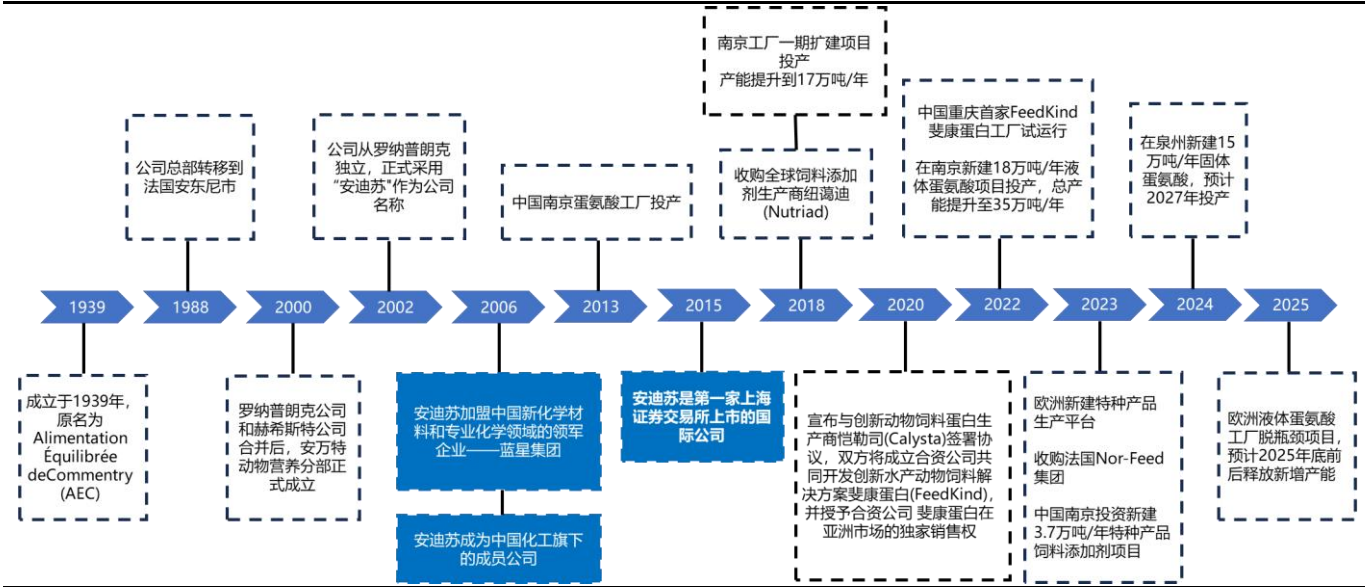 南京工厂一期扩建项目
投产
产能提升到17万吨/年
公司总部转移到
法国安东尼市
公司从罗纳普朗克
独立，正式采用
“安迪苏"作为公司
名称
中国南京蛋氨酸工厂投产
收购全球饲料添加
剂生产商纽蔼迪
(Nutriad)
中国重庆首家FeedKind
斐康蛋白工厂试运行
在南京新建18万吨/年液
体蛋氨酸项目投产，总产
能提升至35万吨/年
在泉州新建15
万吨/年固体
蛋氨酸，预计
2027年投产
1939
1988
2000
2002
2006
2013
2015
2018
2020
2022
2023
2024
2025
成立于1939年，
原名为
Alimentation
Équilibrée
deCommentry
(AEC)
罗纳普朗克公司
和赫希斯特公司
合并后，安万特
动物营养分部正
式成立
安迪苏加盟中国新化学材
料和专业化学领域的领军
企业——蓝星集团
安迪苏成为中国化工旗下
的成员公司
安迪苏是第一家上海
证券交易所上市的国
际公司
宣布与创新动物饲料蛋白生
产商恺勒司(Calysta)签署协
议，双方将成立合资公司共
同开发创新水产动物饲料解
决方案斐康蛋白(FeedKind)，
并授予合资公司 斐康蛋白在
亚洲市场的独家销售权
欧洲新建特种产品
生产平台
收购法国Nor-Feed
集团
中国南京投资新建
3.7万吨/年特种产品
饲料添加剂项目
欧洲液体蛋氨酸
工厂脱瓶颈项目，
预计2025年底前
后释放新增产能